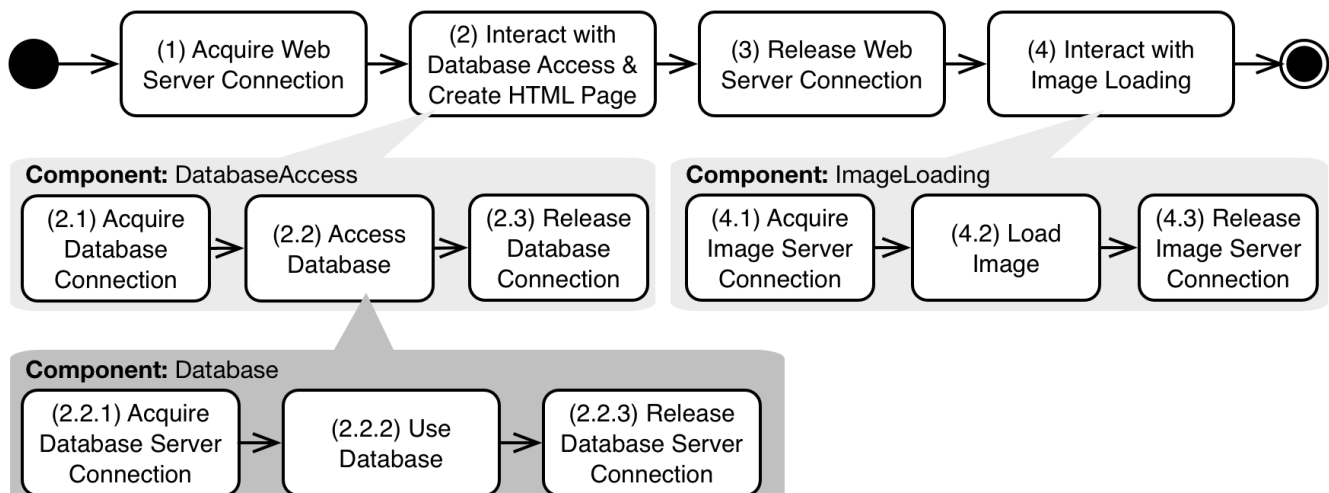 (1) Acquire Web
Server Connection
(2) Interact with
Database Access &
Create HTML Page
(3) Release Web
Server Connection
(4) Interact with
Image Loading
Component: DatabaseAccess
(2.1) Acquire
Database
Connection
(2.2) Access
Database
(2.3) Release
Database
Connection
Component: ImageLoading
(4.1) Acquire
Image Server
Connection
(4.2) Load
Image
(4.3) Release
Image Server
Connection
Component: Database
(2.2.1) Acquire
Database Server
Connection
(2.2.2) Use
Database
(2.2.3) Release
Database Server
Connection